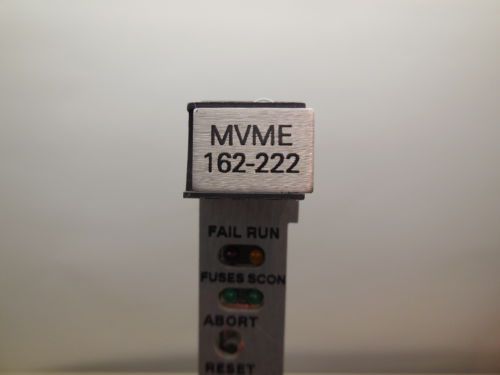 MVME
162-222
FAIL RUN
FUSES SCON
ABORT
RESET